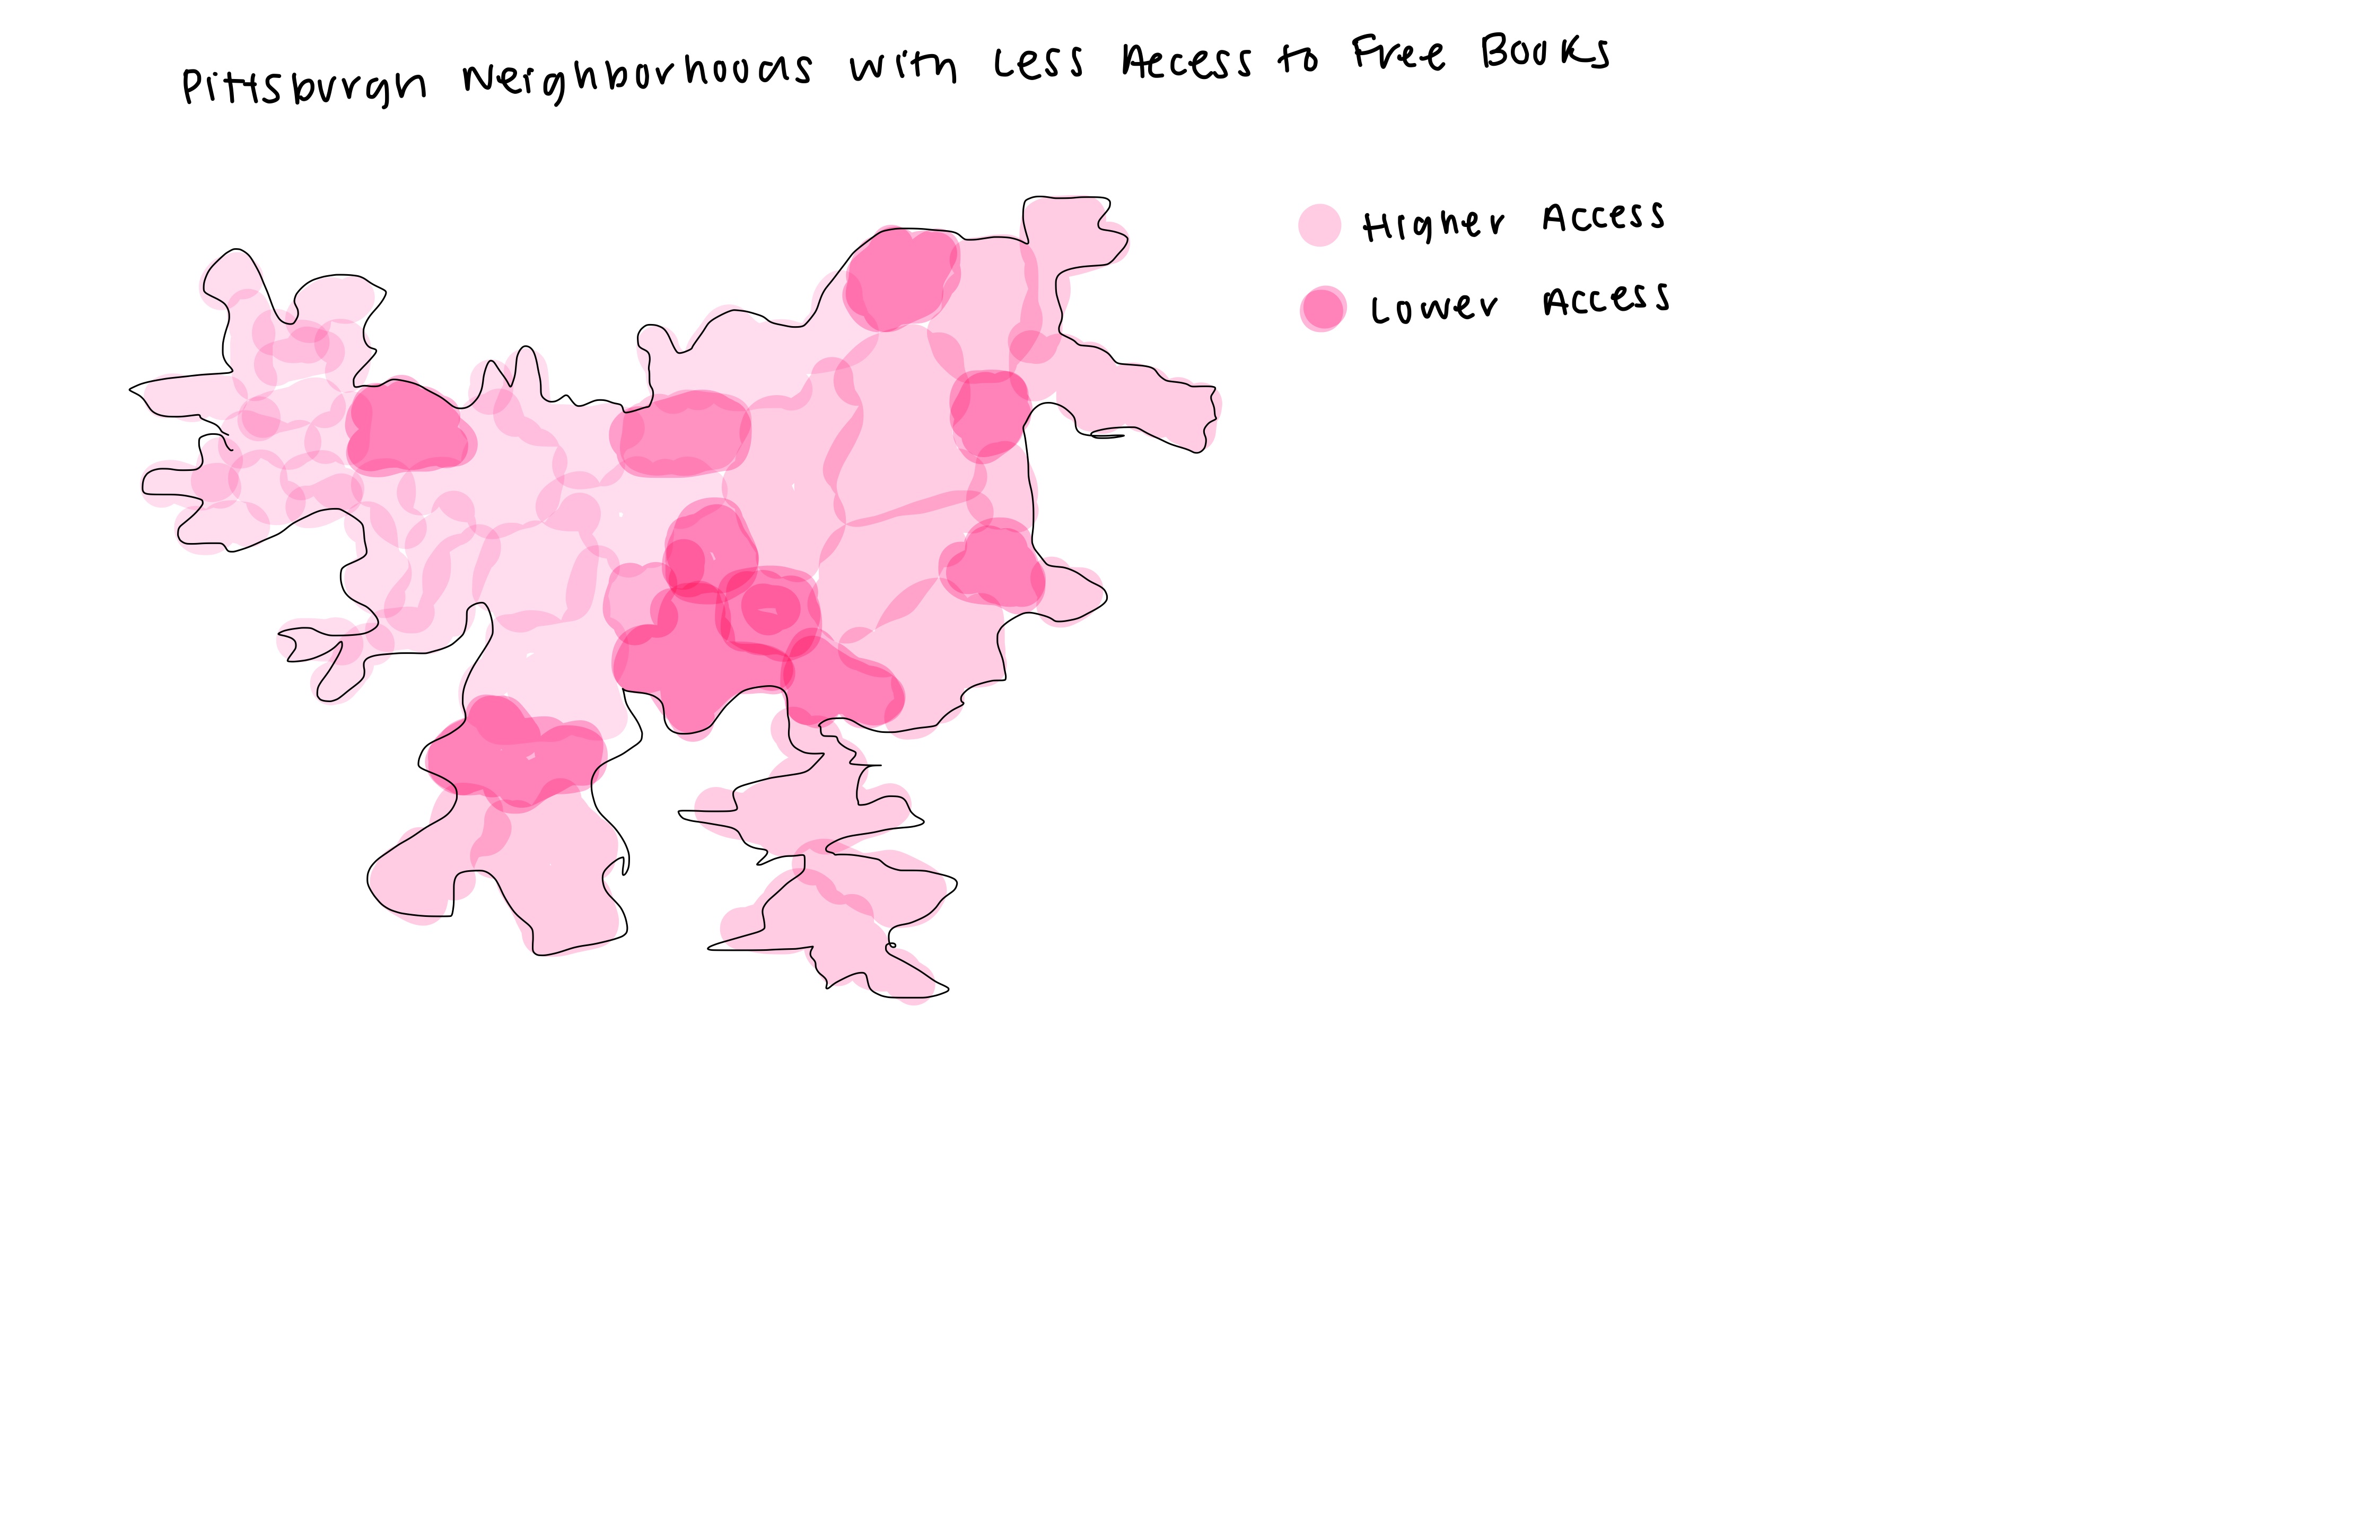 Pittsburgh Neighborhoods with Less Access to Free Books
Higher Access
Lower Access